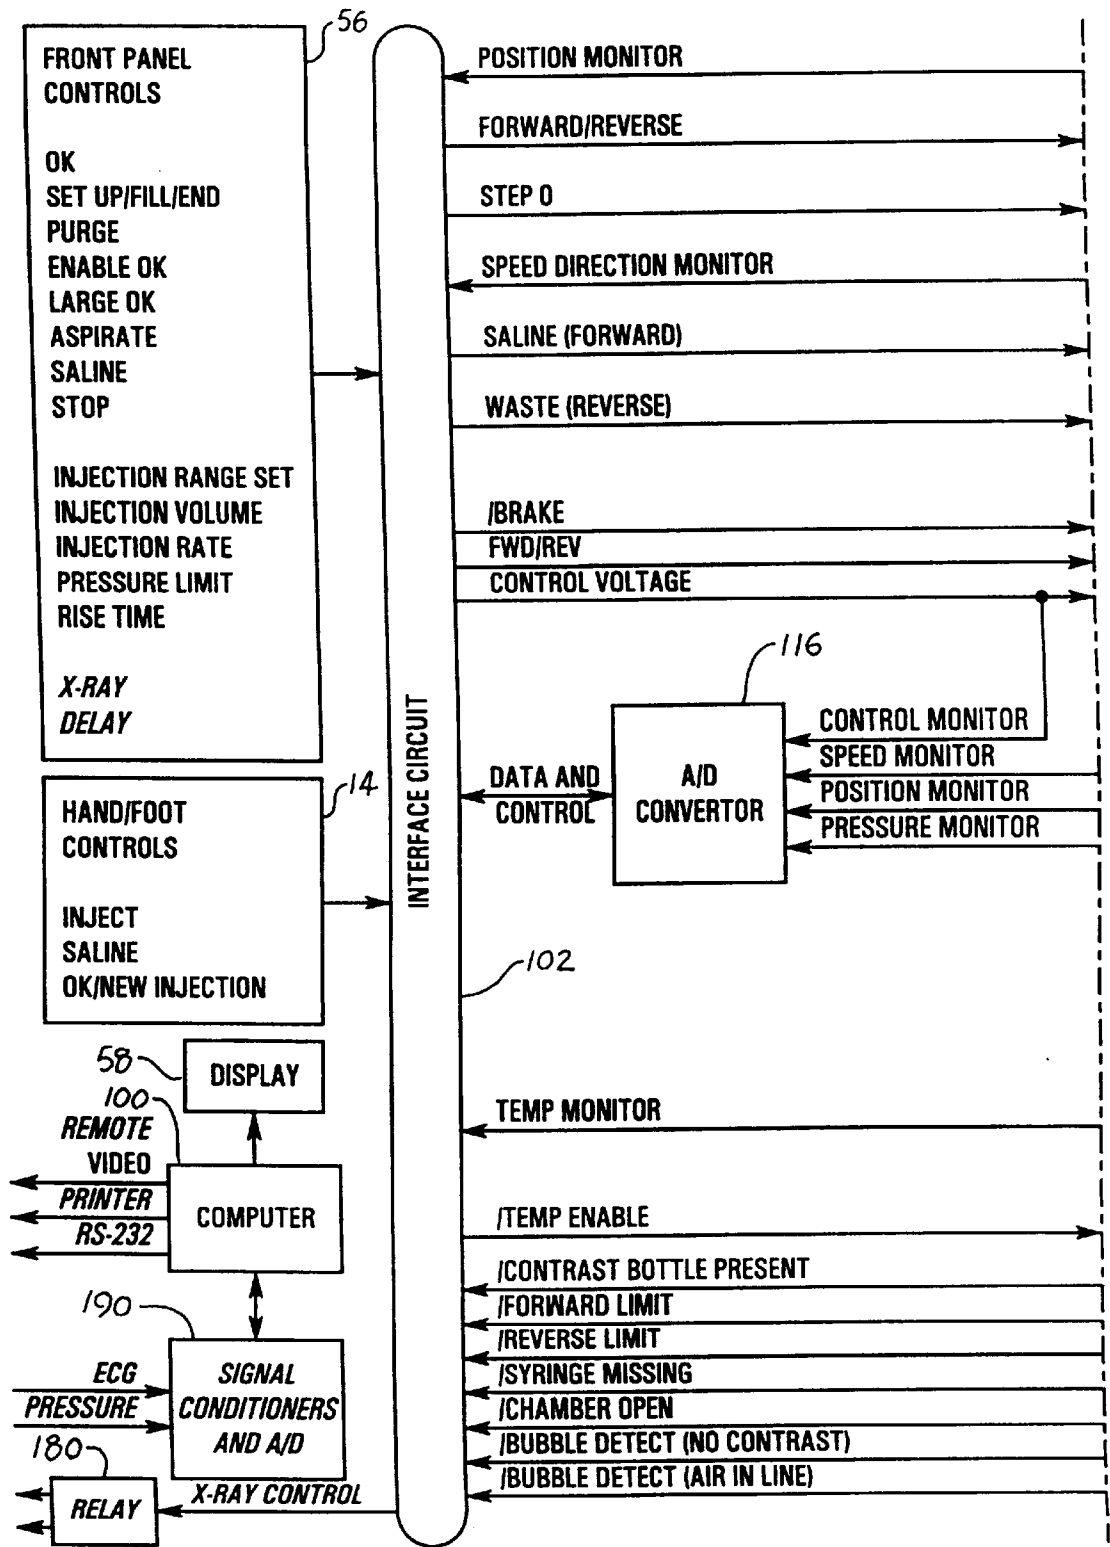 56
FRONT PANEL
CONTROLS
OK
SET UP/FILL/END
PURGE
ENABLE OK
LARGE OK
ASPIRATE
SALINE
STOP
INJECTION RANGE SET
INJECTION VOLUME
INJECTION RATE
PRESSURE LIMIT
RISE TIME
X-RAY
DELAY
14
HAND/FOOT
CONTROLS
INJECT
SALINE
OK/NEW INJECTION
58
DISPLAY
100
REMOTE
VIDEO
PRINTER
RS-232
COMPUTER
190
ECG
PRESSURE
SIGNAL
CONDITIONERS
AND A/D
180
RELAY
X-RAY CONTROL
INTERFACE CIRCUIT
102
POSITION MONITOR
FORWARD/REVERSE
STEP 0
SPEED DIRECTION MONITOR
SALINE (FORWARD)
WASTE (REVERSE)
/BRAKE
FWD/REV
CONTROL VOLTAGE
116
DATA AND
CONTROL
A/D
CONVERTOR
CONTROL MONITOR
SPEED MONITOR
POSITION MONITOR
PRESSURE MONITOR
TEMP MONITOR
/TEMP ENABLE
/CONTRAST BOTTLE PRESENT
/FORWARD LIMIT
/REVERSE LIMIT
/SYRINGE MISSING
/CHAMBER OPEN
/BUBBLE DETECT (NO CONTRAST)
/BUBBLE DETECT (AIR IN LINE)